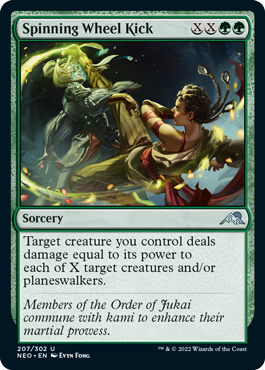 Spinning Wheel Kick XXGG
Sorcery
Target creature you control deals
damage equal to its power to
each of X target creatures and/or
planeswalkers.
Members of the Order of Jukai
commune with kami to enhance their
martial prowess.
207/302 U
NEO • EN Evyn Fong
™ & © 2022 Wizards of the Coast